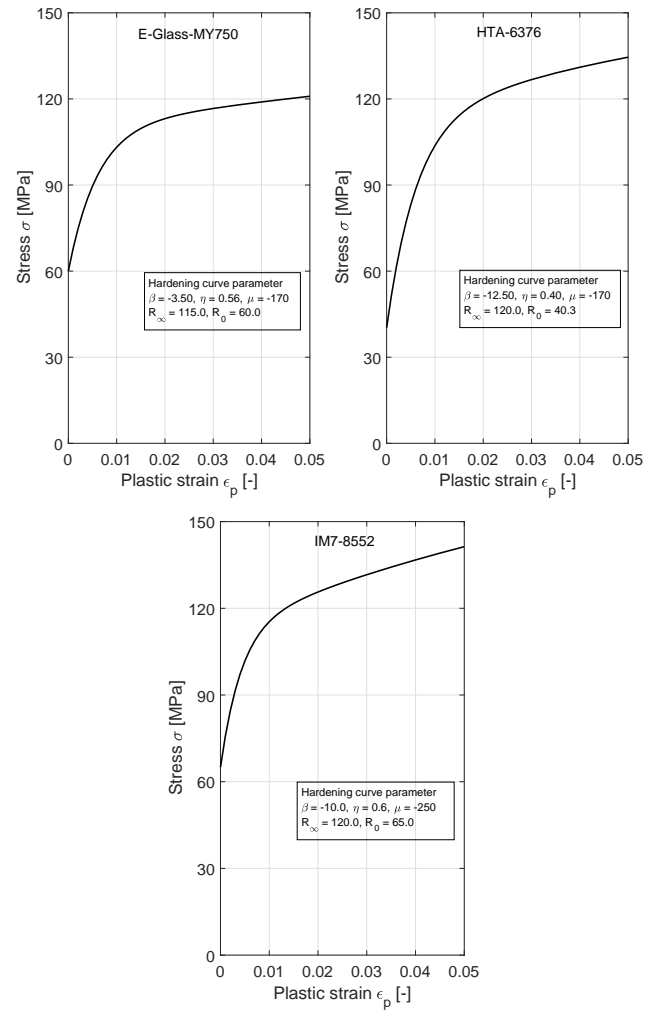 E-Glass-MY750
150
120
90
60
30
0
Stress σ [MPa]
Hardening curve parameter
β = -3.50, η = 0.56, μ = -170
R∞ = 115.0, R0 = 60.0
0 0.01 0.02 0.03 0.04 0.05
Plastic strain ϵp [-]
HTA-6376
150
120
90
60
30
0
Stress σ [MPa]
Hardening curve parameter
β = -12.50, η = 0.40, μ = -170
R∞ = 120.0, R0 = 40.3
0 0.01 0.02 0.03 0.04 0.05
Plastic strain ϵp [-]
IM7-8552
150
120
90
60
30
0
Stress σ [MPa]
Hardening curve parameter
β = -10.0, η = 0.6, μ = -250
R∞ = 120.0, R0 = 65.0
0 0.01 0.02 0.03 0.04 0.05
Plastic strain ϵp [-]